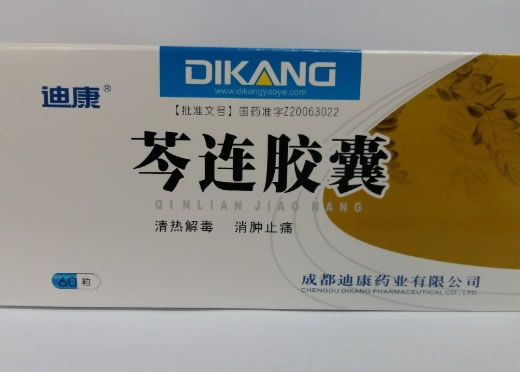 DIKANG
www.dikangyaoye.com
迪康®
【批准文号】国药准字Z20063022
芩连胶囊
QINLIAN JIAO NANG
清热解毒 消肿止痛
60粒
成都迪康药业有限公司
CHENGDU DIKANG PHARMACEUTICAL CO., LTD.